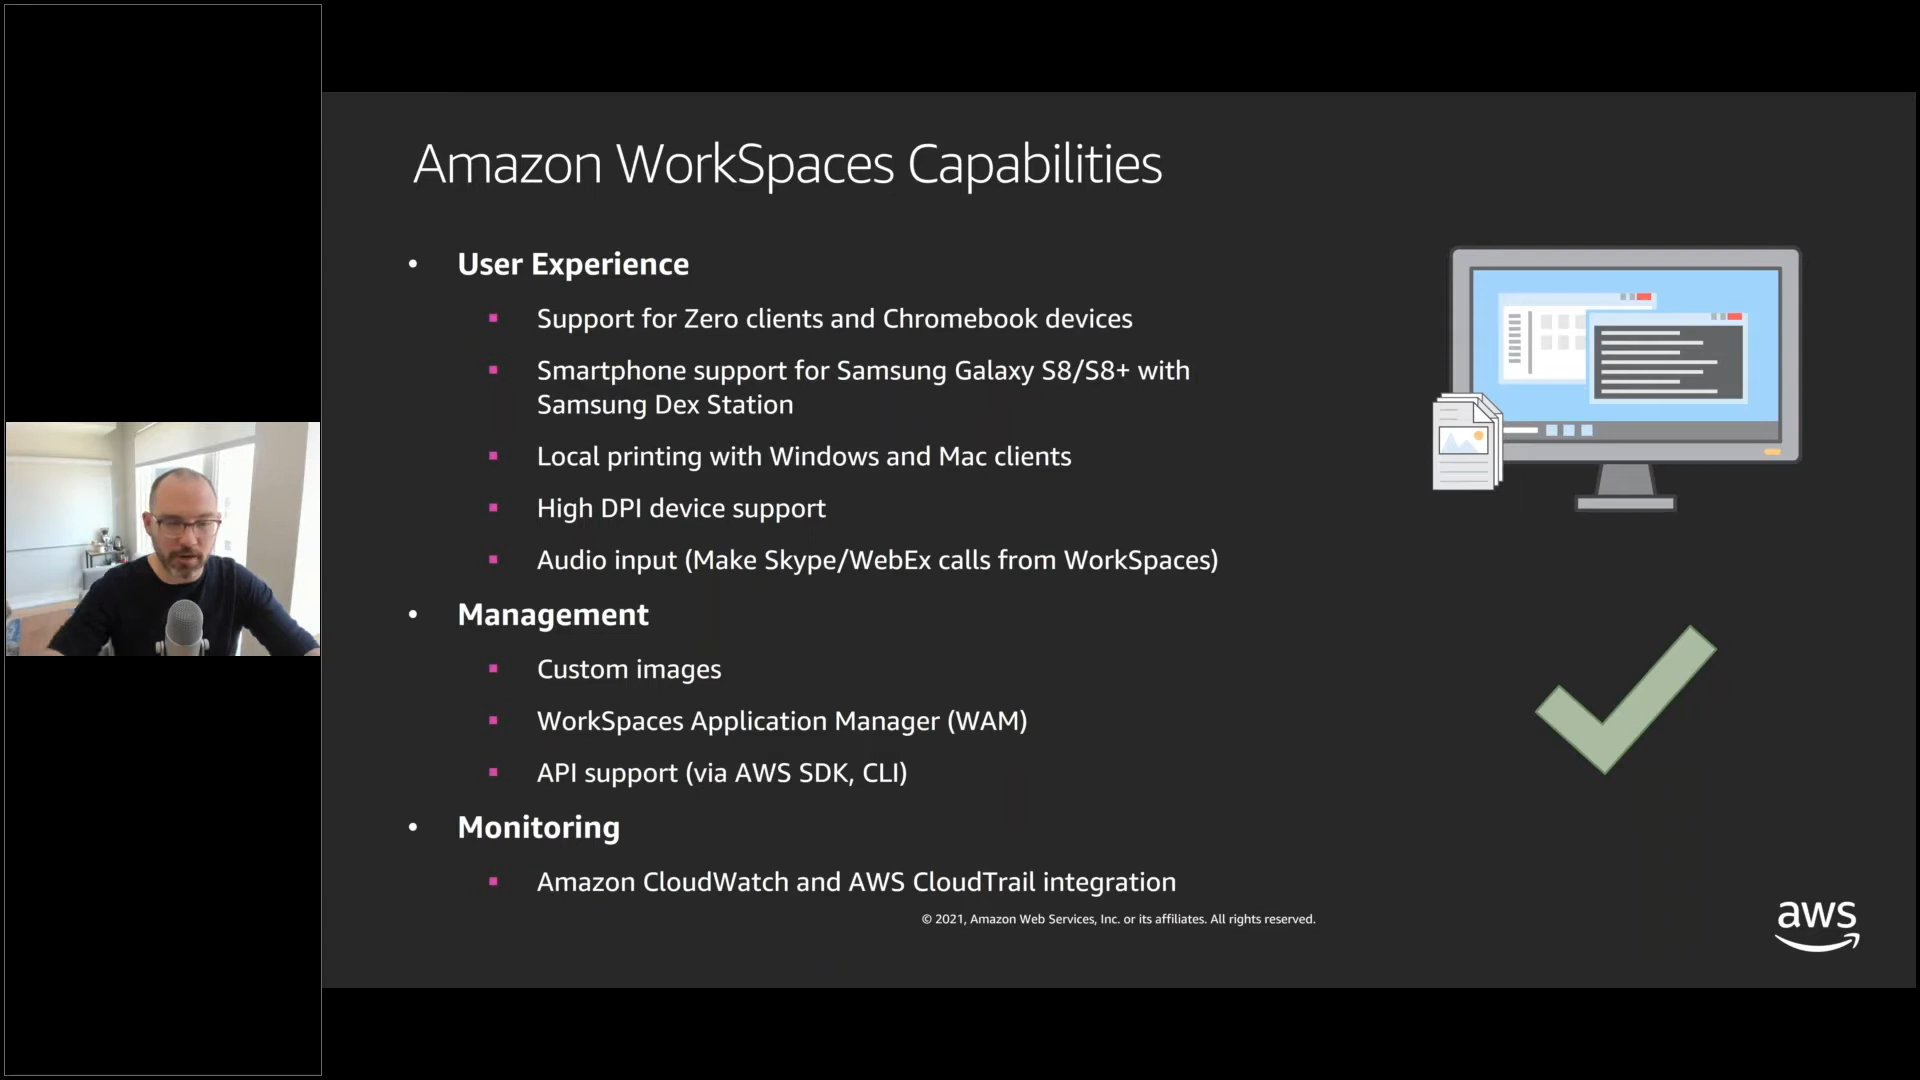 Amazon WorkSpaces Capabilities
• User Experience
▪ Support for Zero clients and Chromebook devices
▪ Smartphone support for Samsung Galaxy S8/S8+ with
Samsung Dex Station
▪ Local printing with Windows and Mac clients
▪ High DPI device support
▪ Audio input (Make Skype/WebEx calls from WorkSpaces)
• Management
▪ Custom images
▪ WorkSpaces Application Manager (WAM)
▪ API support (via AWS SDK, CLI)
• Monitoring
▪ Amazon CloudWatch and AWS CloudTrail integration
© 2021, Amazon Web Services, Inc. or its affiliates. All rights reserved.
aws